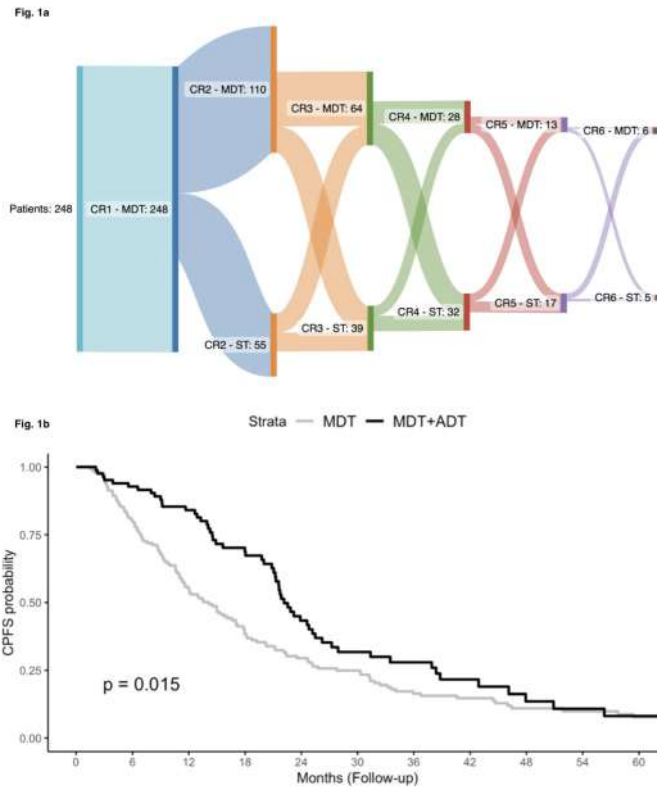 Fig. 1a
CR2 - MDT: 110
CR3 - MDT: 64
CR4 - MDT: 28
CR5 - MDT: 13
CR6 - MDT: 6
Patients: 248
CR1 - MDT: 248
CR2 - ST: 55
CR3 - ST: 39
CR4 - ST: 32
CR5 - ST: 17
CR6 - ST: 5
Fig. 1b
Strata MDT MDT+ADT
1.00
0.75
0.50
0.25
0.00
CPFS probability
p = 0.015
0 6 12 18 24 30 36 42 48 54 60
Months (Follow-up)